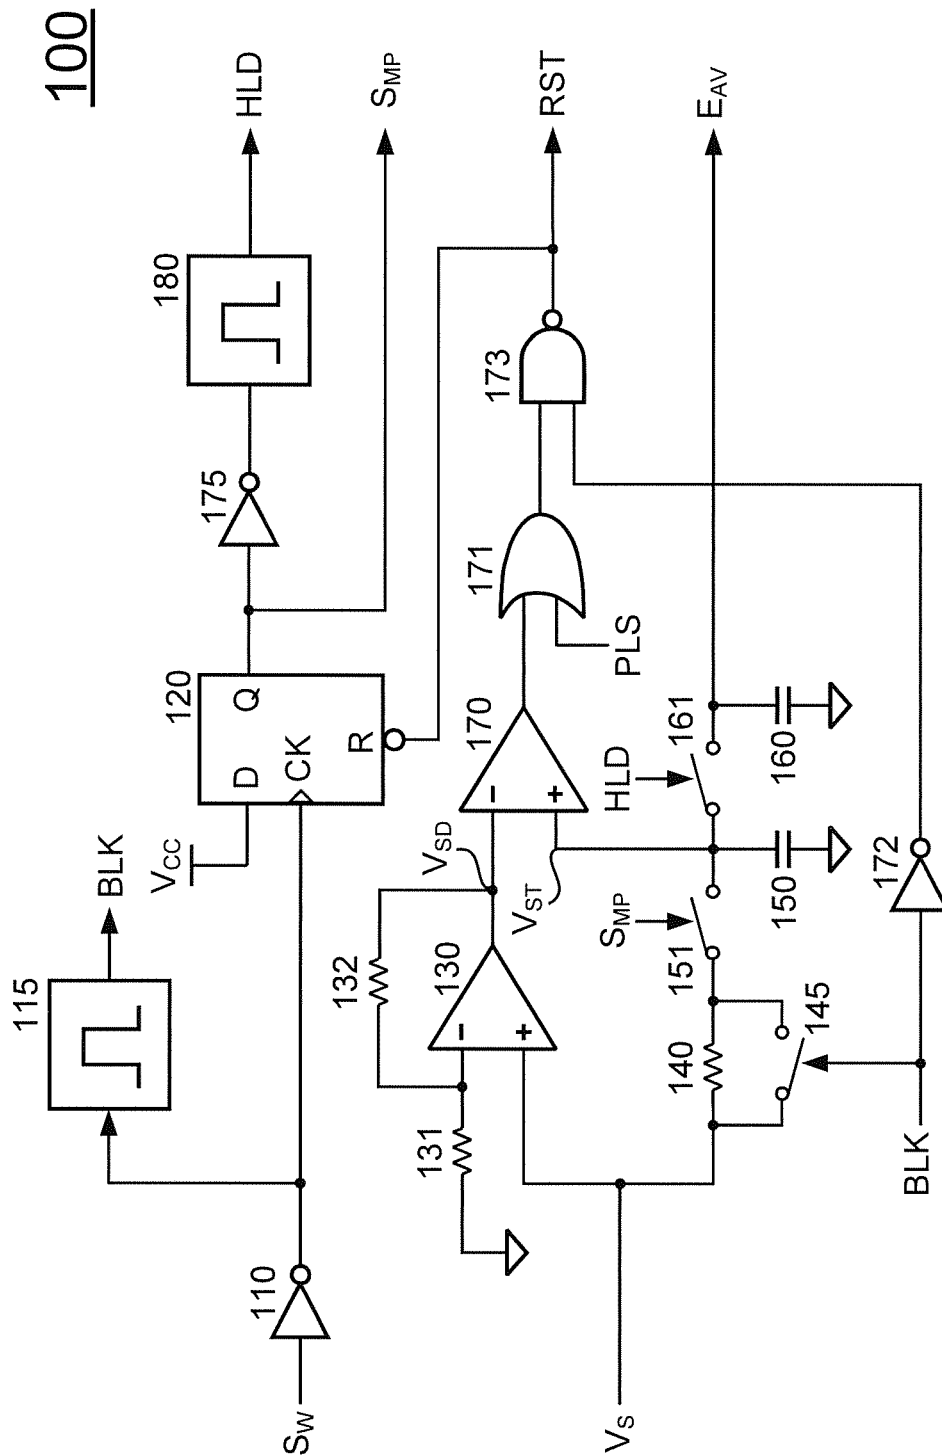 100
S_W
110
115
BLK
V_CC
120
D
Q
CK
R
175
180
HLD
S_MP
V_S
131
132
130
-
+
V_SD
V_ST
170
-
+
171
PLS
173
RST
140
145
151
S_MP
150
HLD
161
160
E_AV
BLK
172